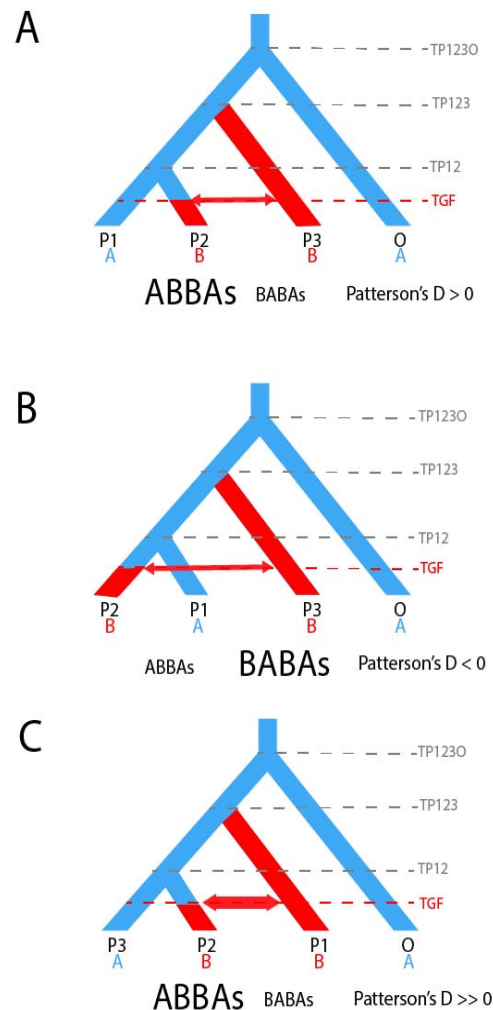 A
TP123O
TP123
TP12
TGF
P1 P2 P3 O
A B B A
ABBAs BABAs Patterson's D > 0
B
TP123O
TP123
TP12
TGF
P2 P1 P3 O
B A B A
ABBAs BABAs Patterson's D < 0
C
TP123O
TP123
TP12
TGF
P3 P2 P1 O
A B B A
ABBAs BABAs Patterson's D >> 0